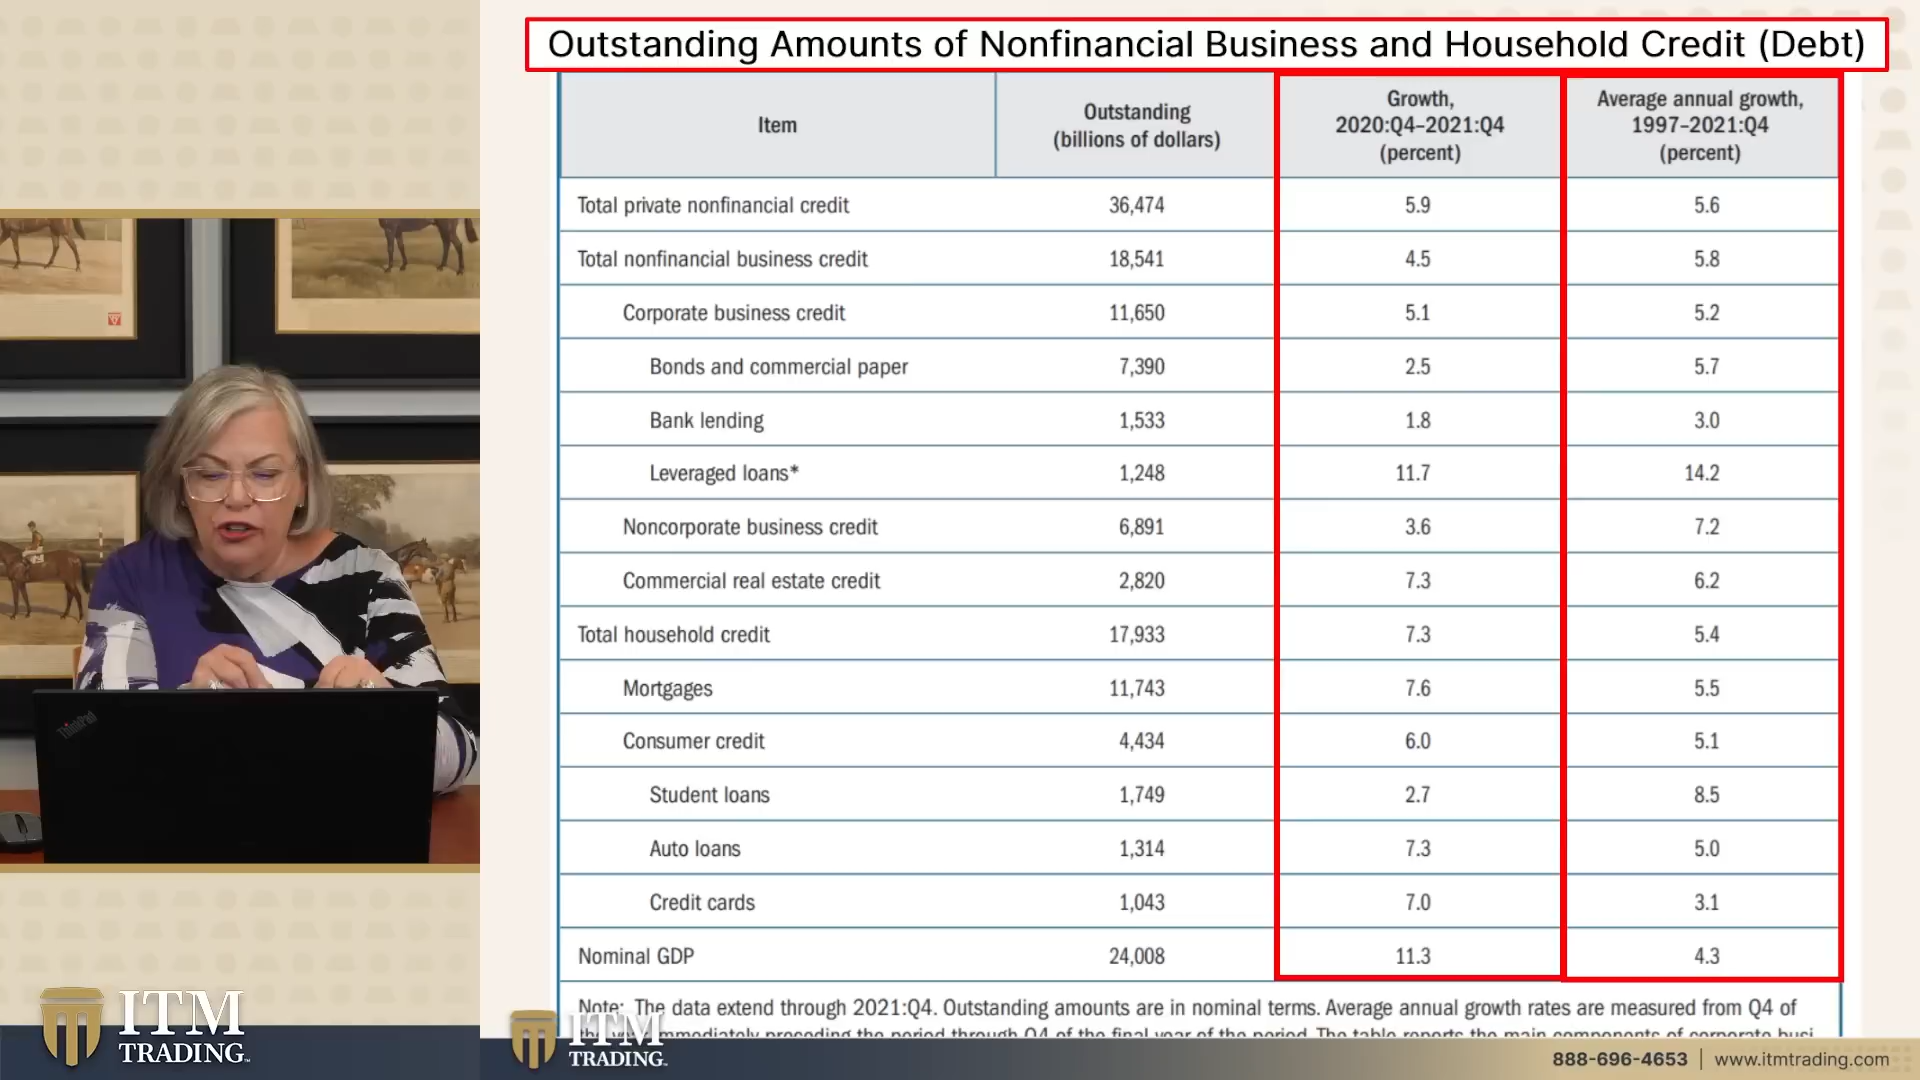 Outstanding Amounts of Nonfinancial Business and Household Credit (Debt)
Item Outstanding (billions of dollars) Growth, 2020:Q4–2021:Q4 (percent) Average annual growth, 1997–2021:Q4 (percent)
Total private nonfinancial credit 36,474 5.9 5.6
Total nonfinancial business credit 18,541 4.5 5.8
Corporate business credit 11,650 5.1 5.2
Bonds and commercial paper 7,390 2.5 5.7
Bank lending 1,533 1.8 3.0
Leveraged loans* 1,248 11.7 14.2
Noncorporate business credit 6,891 3.6 7.2
Commercial real estate credit 2,820 7.3 6.2
Total household credit 17,933 7.3 5.4
Mortgages 11,743 7.6 5.5
Consumer credit 4,434 6.0 5.1
Student loans 1,749 2.7 8.5
Auto loans 1,314 7.3 5.0
Credit cards 1,043 7.0 3.1
Nominal GDP 24,008 11.3 4.3
Note: The data extend through 2021:Q4. Outstanding amounts are in nominal terms. Average annual growth rates are measured from Q4 of
immediately preceding the period through Q4 of the final year of the period. The table reports the main components of corporate busi
ThinkPad
ITM
TRADING
ITM
TRADING
888-696-4653 | www.itmtrading.com